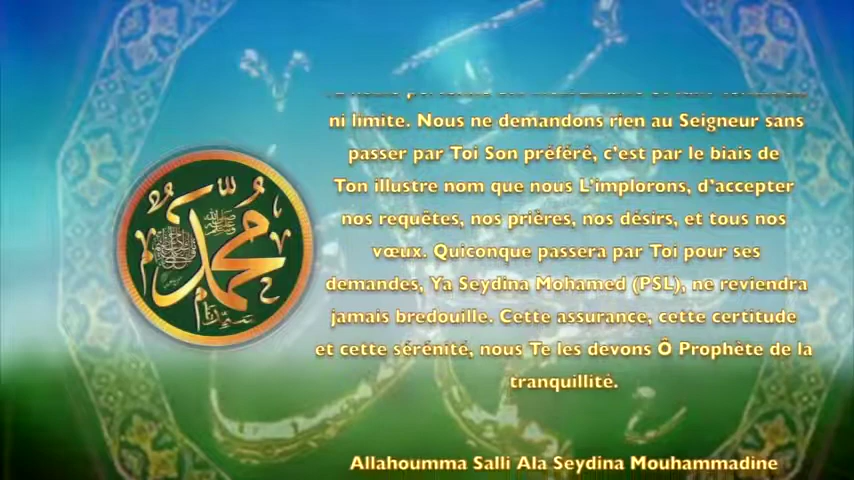 ni limite. Nous ne demandons rien au Seigneur sans
passer par Toi Son préféré, c'est par le biais de
Ton illustre nom que nous L'implorons, d'accepter
nos requêtes, nos prières, nos désirs, et tous nos
vœux. Quiconque passera par Toi pour ses
demandes, Ya Seydina Mohamed (PSL), ne reviendra
jamais bredouille. Cette assurance, cette certitude
et cette sérénité, nous Te les devons Ô Prophète de la
tranquillité.
Allahoumma Salli Ala Seydina Mouhammadine
محمد